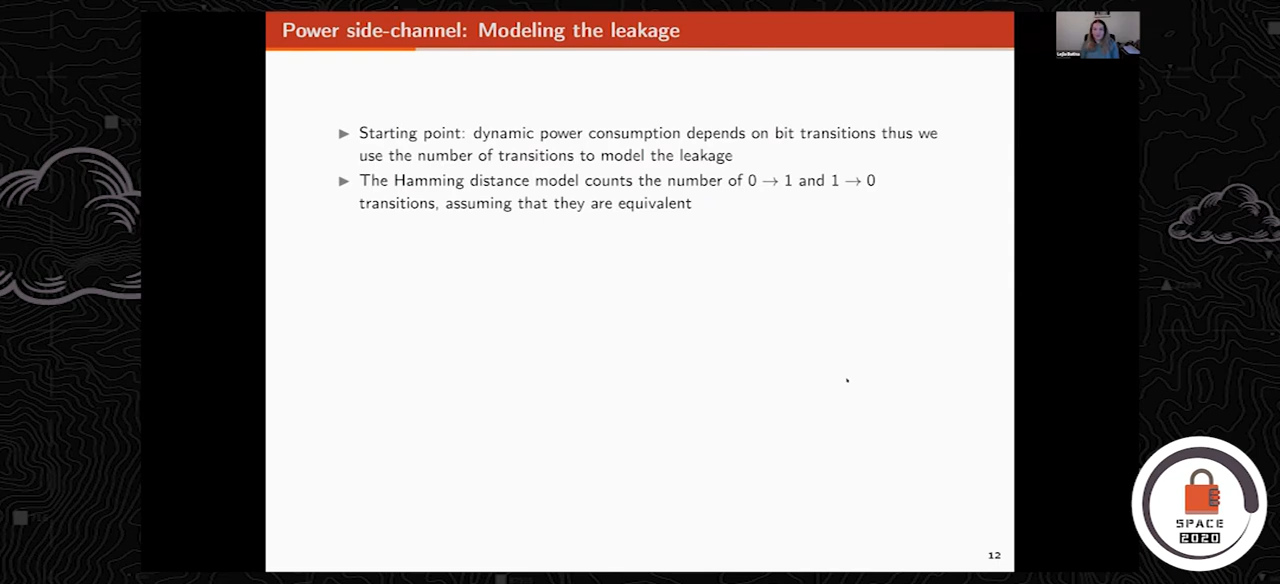 Power side-channel: Modeling the leakage
▶ Starting point: dynamic power consumption depends on bit transitions thus we
use the number of transitions to model the leakage
▶ The Hamming distance model counts the number of 0 → 1 and 1 → 0
transitions, assuming that they are equivalent
12
SPACE
2020